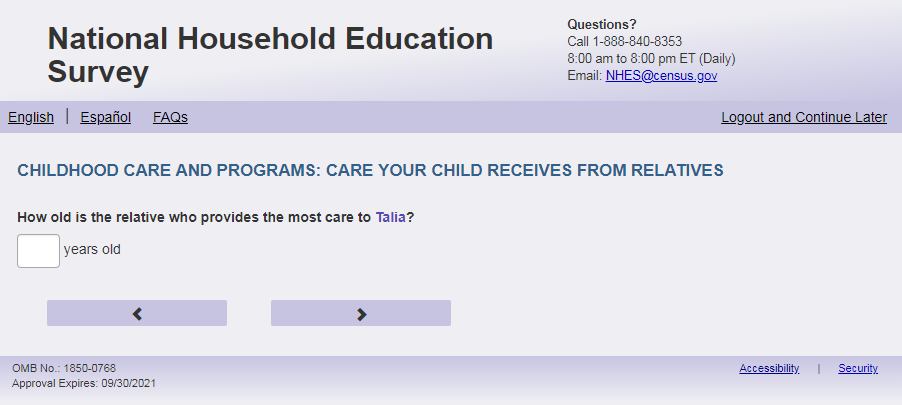 National Household Education
Survey
Questions?
Call 1-888-840-8353
8:00 am to 8:00 pm ET (Daily)
Email: NHES@census.gov
English | Español FAQs Logout and Continue Later
CHILDHOOD CARE AND PROGRAMS: CARE YOUR CHILD RECEIVES FROM RELATIVES
How old is the relative who provides the most care to Talia?
years old
OMB No.: 1850-0768
Approval Expires: 09/30/2021
Accessibility | Security